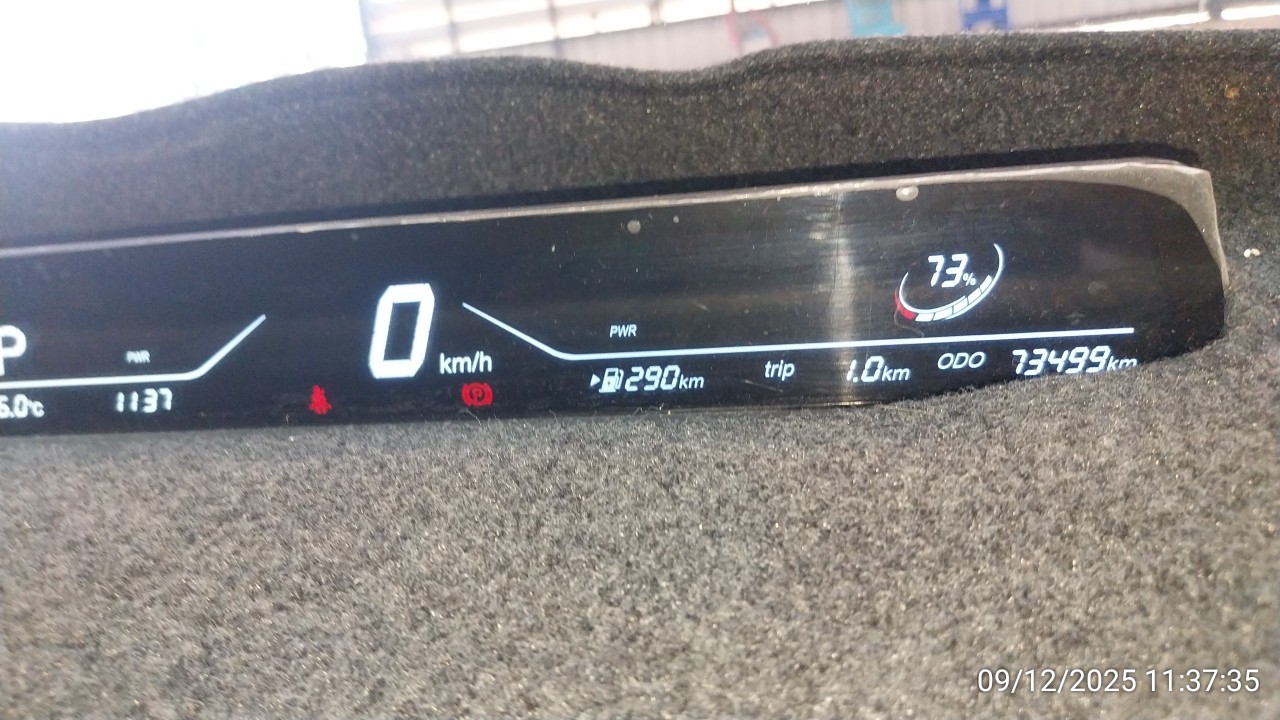 73%
0 km/h
P
PWR
PWR
290km
trip 1.0km
ODO 73499km
1137
P
09/12/2025 11:37:35